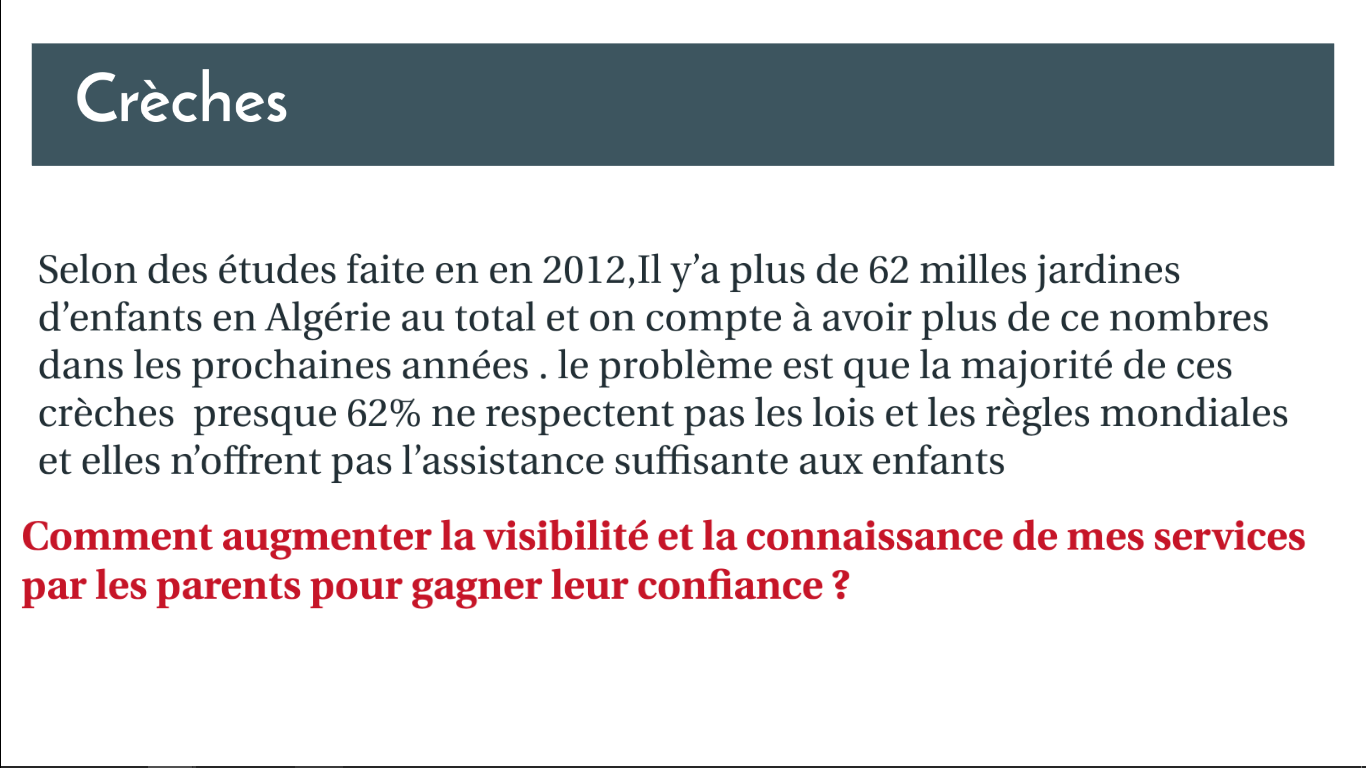 Crèches
Selon des études faite en en 2012,Il y’a plus de 62 milles jardines
d’enfants en Algérie au total et on compte à avoir plus de ce nombres
dans les prochaines années . le problème est que la majorité de ces
crèches  presque 62% ne respectent pas les lois et les règles mondiales
et elles n’offrent pas l’assistance suffisante aux enfants
Comment augmenter la visibilité et la connaissance de mes services
par les parents pour gagner leur confiance ?